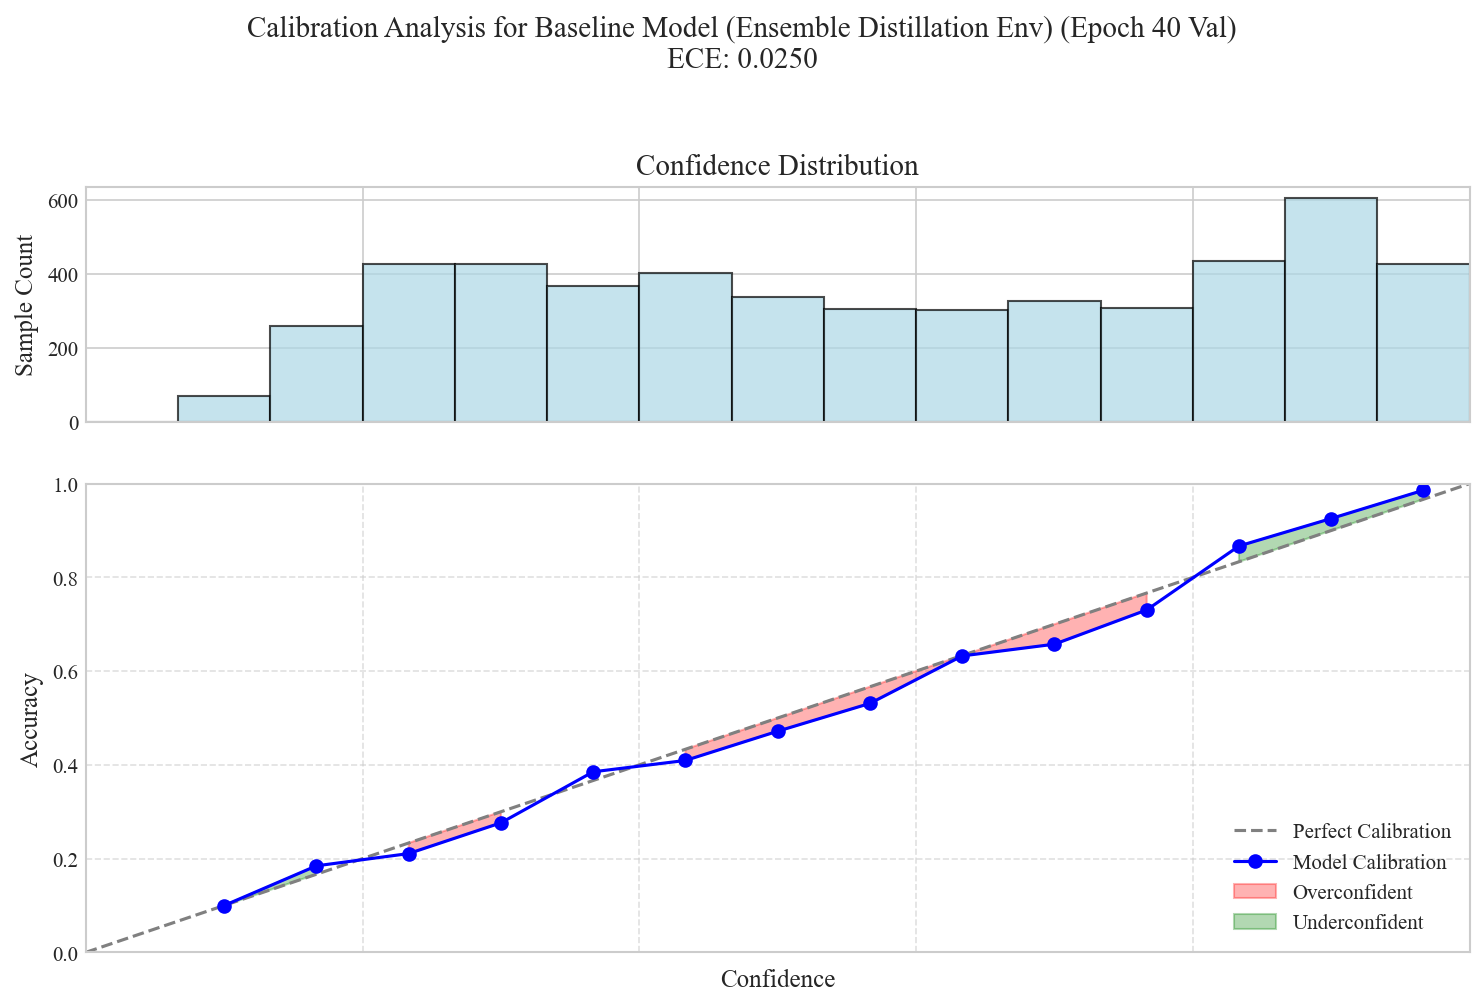 Calibration Analysis for Baseline Model (Ensemble Distillation Env) (Epoch 40 Val)
ECE: 0.0250
Confidence Distribution
600
400
200
0
Sample Count
1.0
0.8
0.6
0.4
0.2
0.0
Accuracy
Perfect Calibration
Model Calibration
Overconfident
Underconfident
Confidence